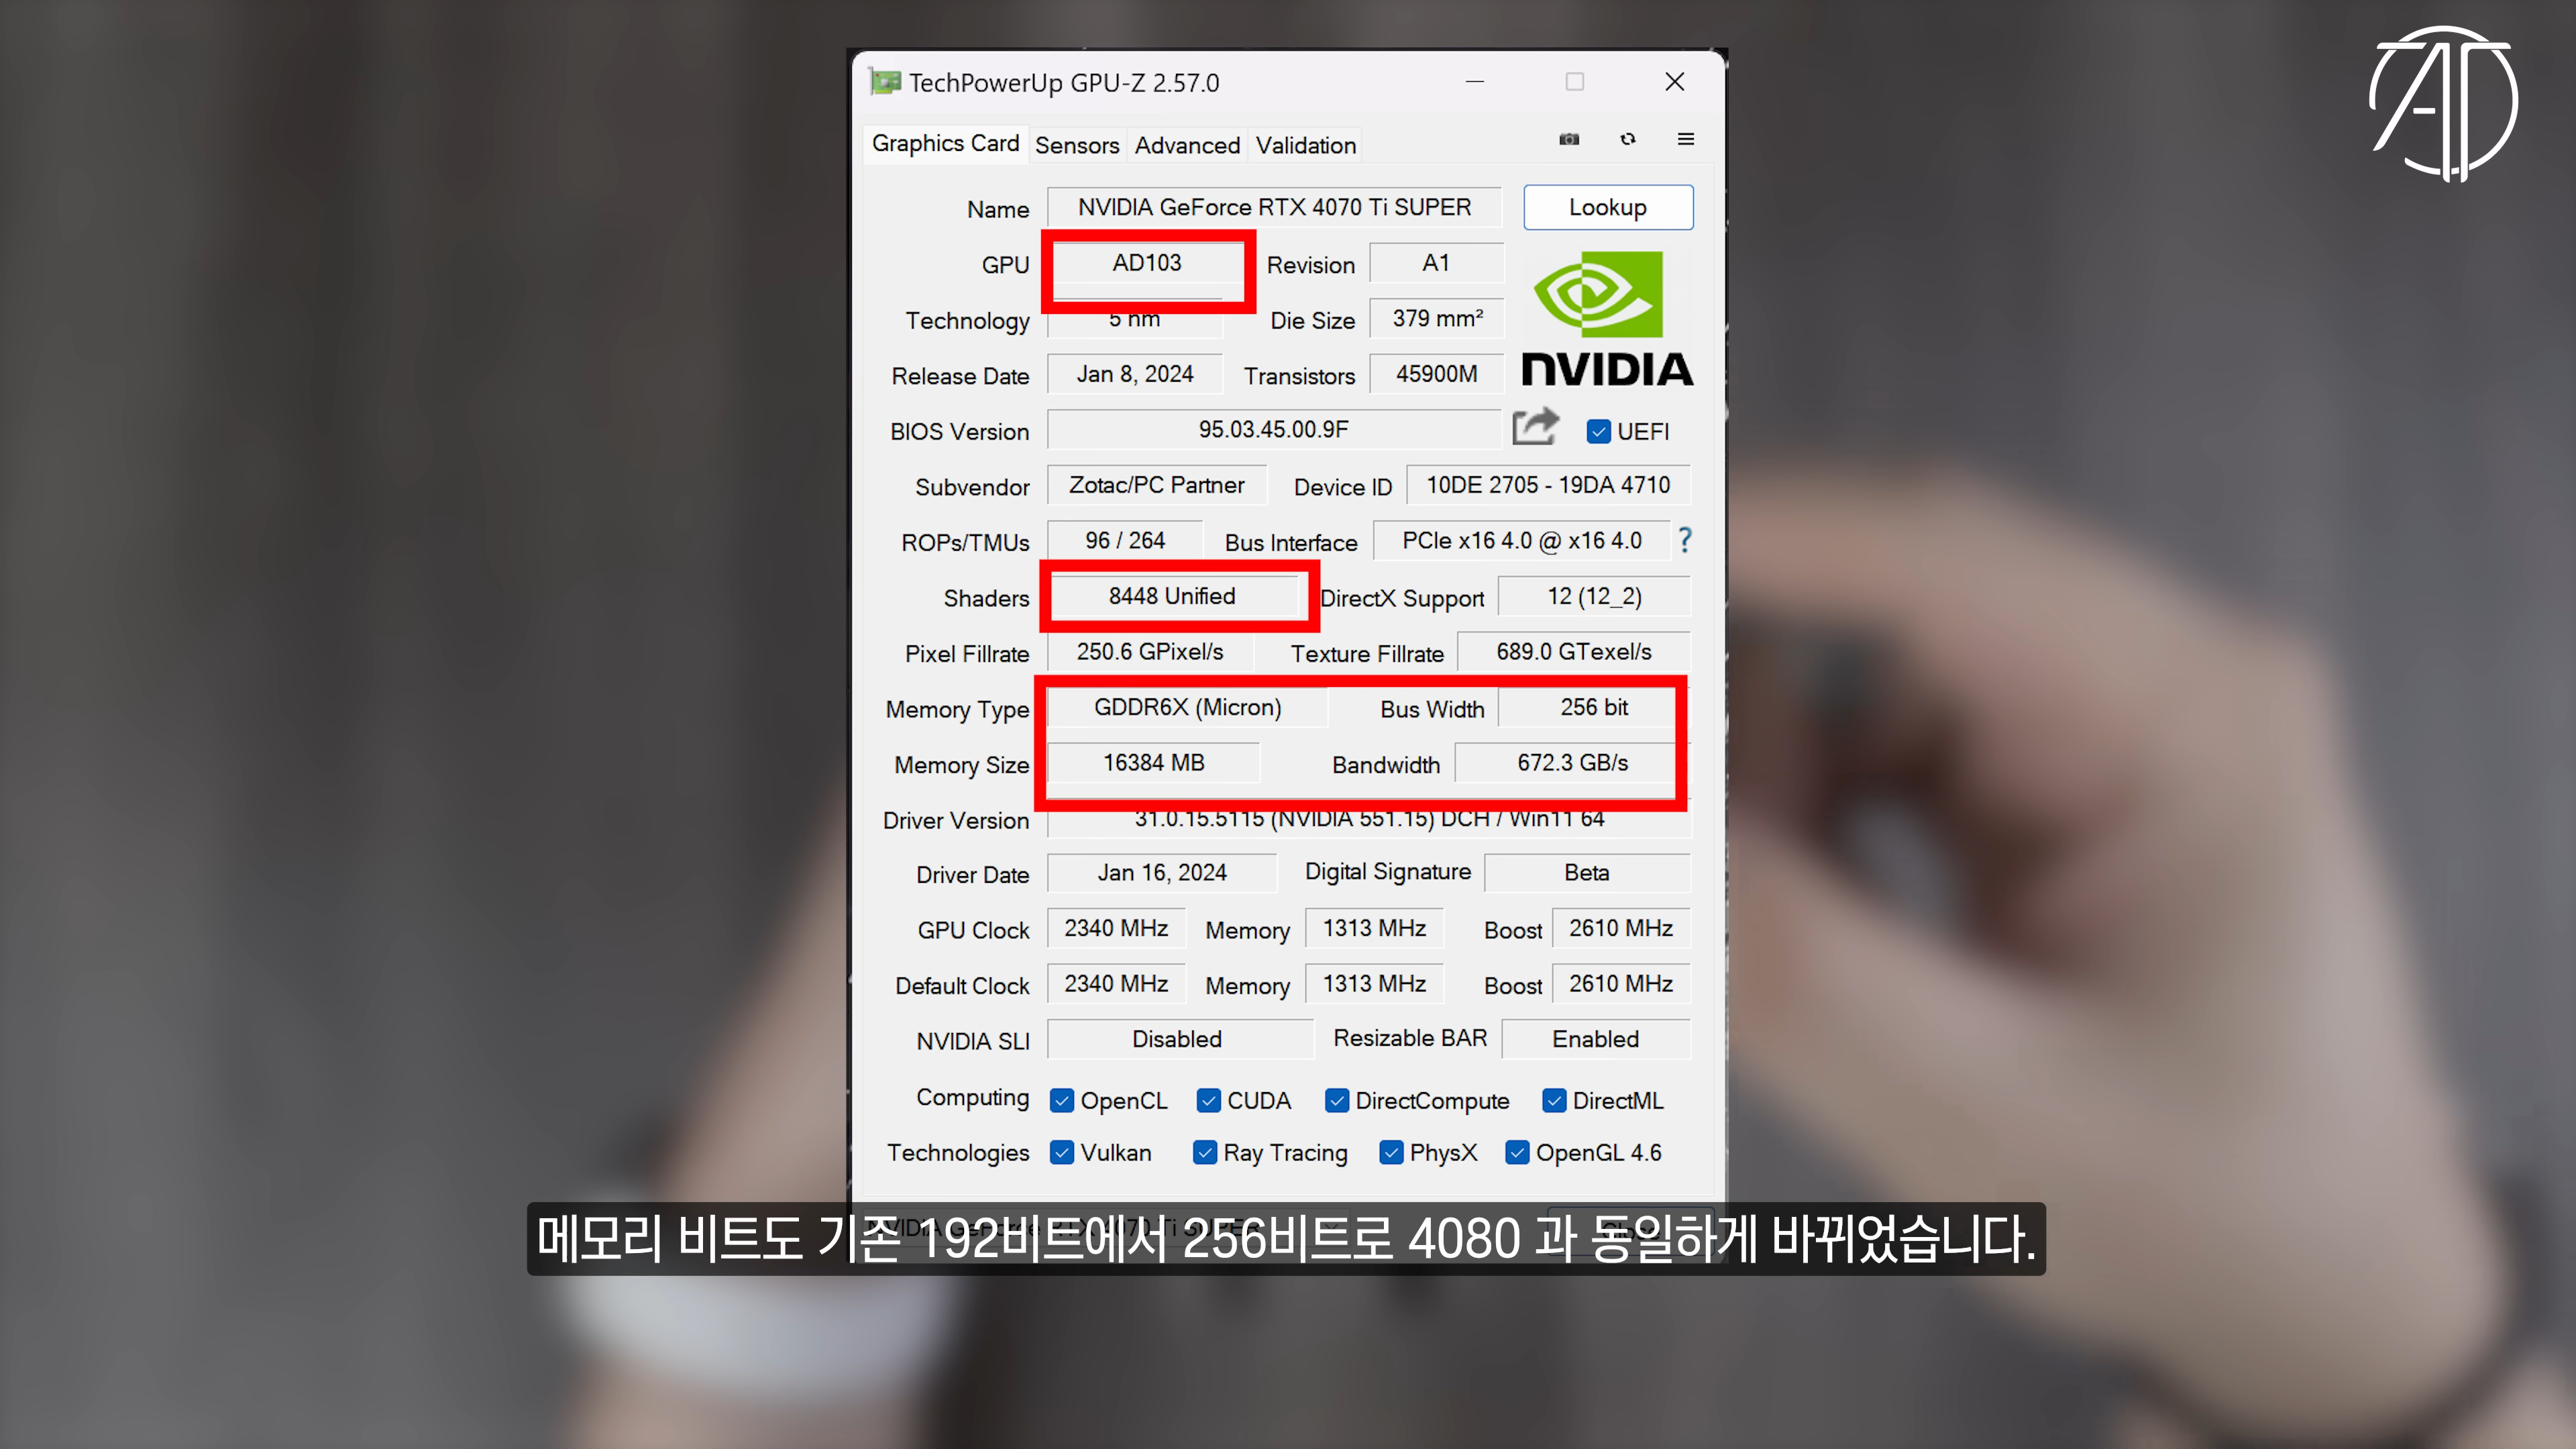 TechPowerUp GPU-Z 2.57.0
Graphics Card Sensors Advanced Validation
Name NVIDIA GeForce RTX 4070 Ti SUPER Lookup
GPU AD103 Revision A1
Technology 5 nm Die Size 379 mm²
Release Date Jan 8, 2024 Transistors 45900M
NVIDIA
BIOS Version 95.03.45.00.9F UEFI
Subvendor Zotac/PC Partner Device ID 10DE 2705 - 19DA 4710
ROPs/TMUs 96 / 264 Bus Interface PCIe x16 4.0 @ x16 4.0 ?
Shaders 8448 Unified DirectX Support 12 (12_2)
Pixel Fillrate 250.6 GPixel/s Texture Fillrate 689.0 GTexel/s
Memory Type GDDR6X (Micron) Bus Width 256 bit
Memory Size 16384 MB Bandwidth 672.3 GB/s
Driver Version 31.0.15.5115 (NVIDIA 551.15) DCH / Win11 64
Driver Date Jan 16, 2024 Digital Signature Beta
GPU Clock 2340 MHz Memory 1313 MHz Boost 2610 MHz
Default Clock 2340 MHz Memory 1313 MHz Boost 2610 MHz
NVIDIA SLI Disabled Resizable BAR Enabled
Computing OpenCL CUDA DirectCompute DirectML
Technologies Vulkan Ray Tracing PhysX OpenGL 4.6
NVIDIA GeForce RTX 4070 Ti SUPER Close
메모리 비트도 기존 192비트에서 256비트로 4080 과 동일하게 바뀌었습니다.